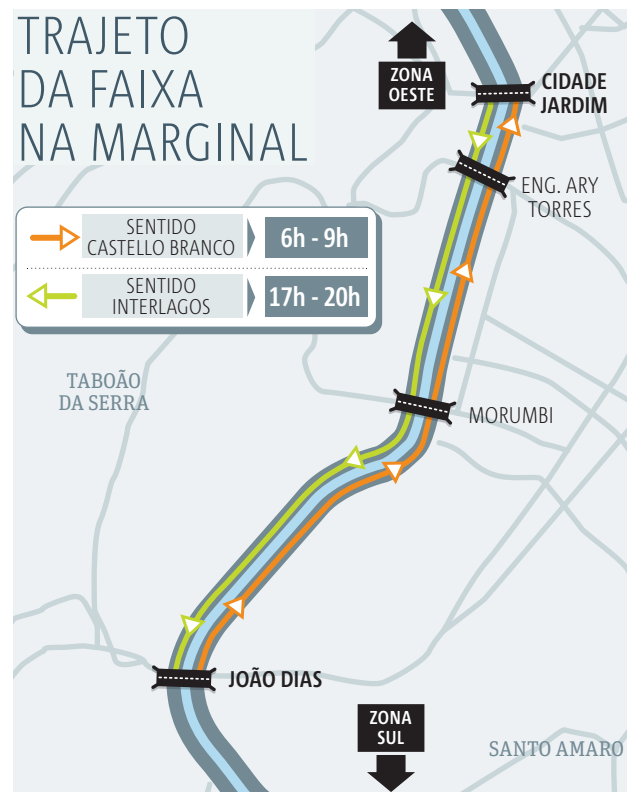 TRAJETO
DA FAIXA
NA MARGINAL
ZONA
OESTE
CIDADE
JARDIM
ENG. ARY
TORRES
SENTIDO
CASTELLO BRANCO
6h - 9h
SENTIDO
INTERLAGOS
17h - 20h
TABOÃO
DA SERRA
MORUMBI
JOÃO DIAS
ZONA
SUL
SANTO AMARO